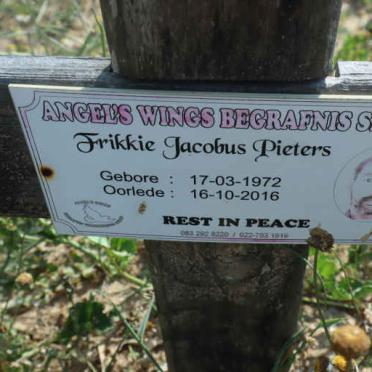 ANGEL'S WINGS BEGRAFNIS
Frikkie Jacobus Pieters
Gebore : 17-03-1972
Oorlede : 16-10-2016
REST IN PEACE